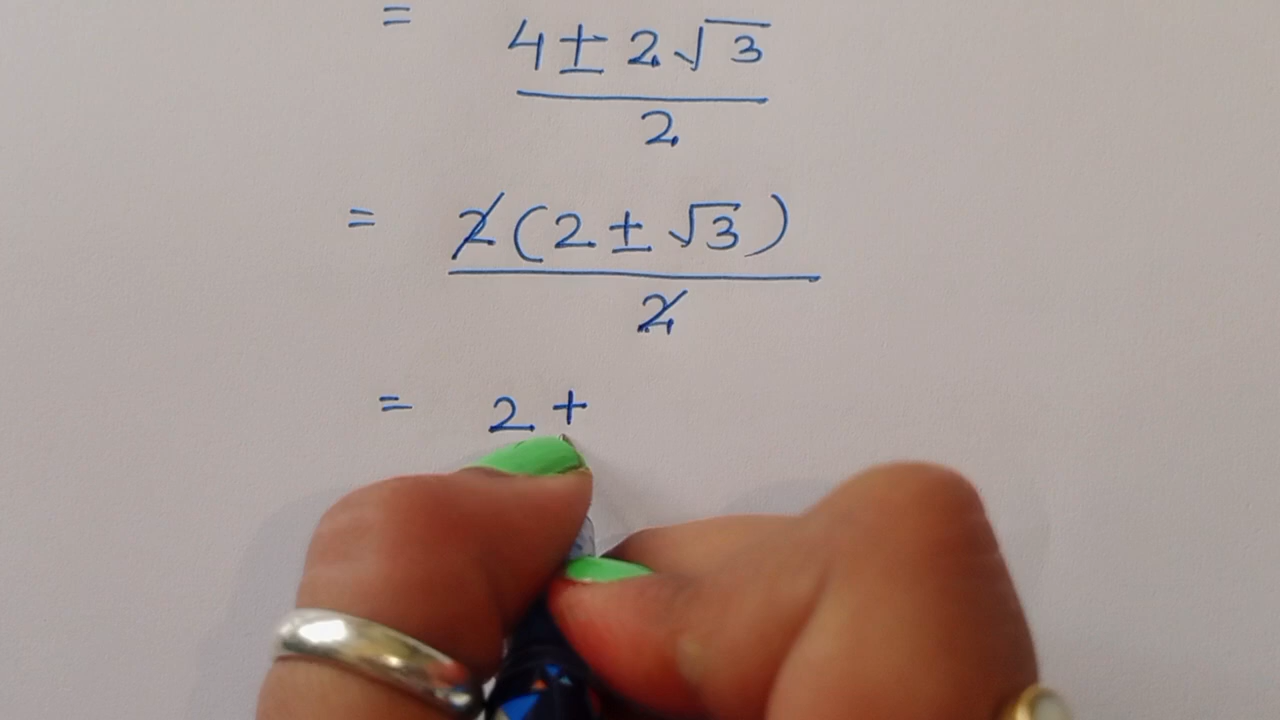 = 4 ± 2√3
2
= 2(2 ± √3)
2
= 2 +